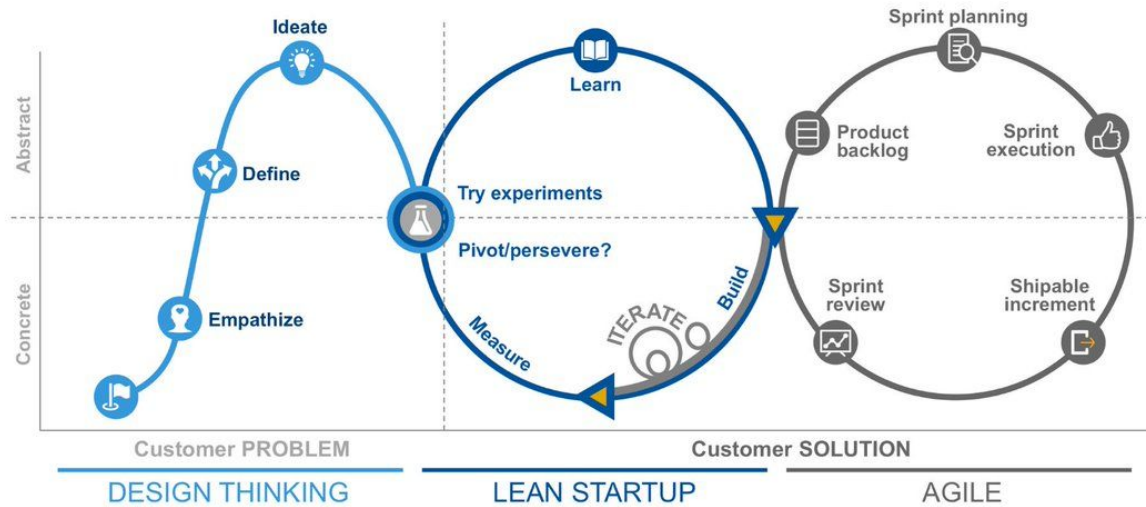 Abstract
Concrete
Ideate
Define
Empathize
Learn
Try experiments
Pivot/persevere?
Measure
ITERATE
Build
Sprint planning
Product
backlog
Sprint
execution
Sprint
review
Shipable
increment
Customer PROBLEM
Customer SOLUTION
DESIGN THINKING
LEAN STARTUP
AGILE